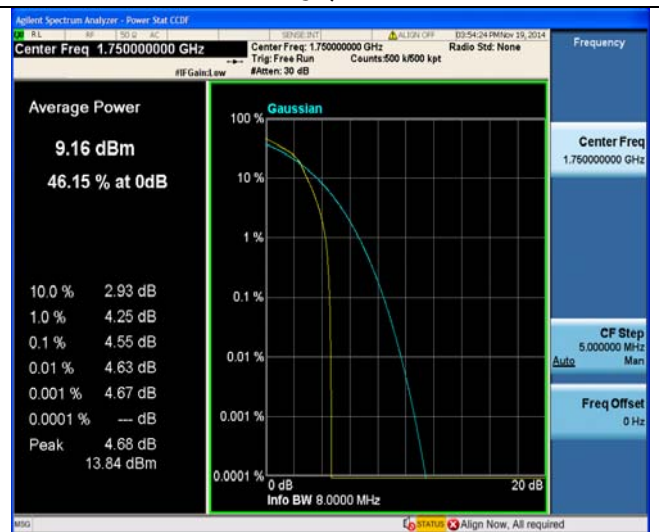 Agilent Spectrum Analyzer - Power Stat CCDF
RL RF 50 Ω AC SENSE:INT ALIGN OFF 03:54:24 PM Nov 19, 2014
Center Freq 1.750000000 GHz
Center Freq: 1.750000000 GHz Radio Std: None
Trig: Free Run Counts:500 k/500 kpt
#IFGain:Low #Atten: 30 dB
Frequency
Average Power
9.16 dBm
46.15 % at 0dB
10.0 % 2.93 dB
1.0 % 4.25 dB
0.1 % 4.55 dB
0.01 % 4.63 dB
0.001 % 4.67 dB
0.0001 % --- dB
Peak 4.68 dB
13.84 dBm
Gaussian
100 %
10 %
1 %
0.1 %
0.01 %
0.001 %
0.0001 %
0 dB 20 dB
Info BW 8.0000 MHz
Center Freq
1.750000000 GHz
CF Step
5.000000 MHz
Auto Man
Freq Offset
0 Hz
MSG STATUS Align Now, All required